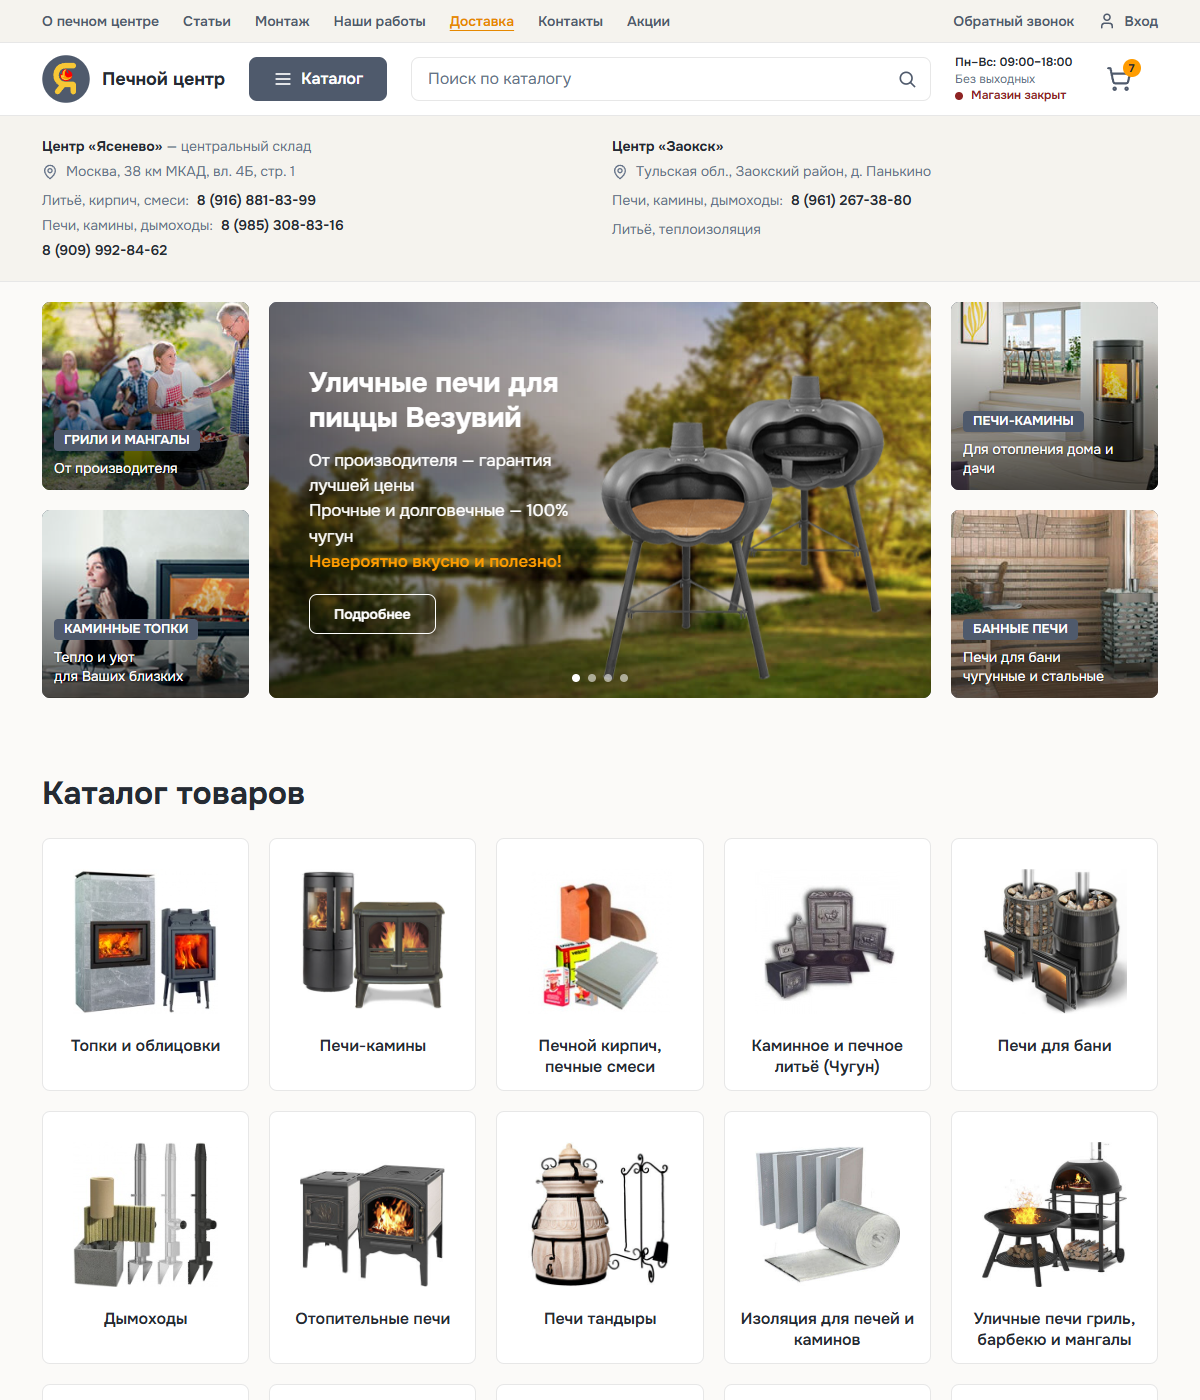 О печном центре Статьи Монтаж Наши работы Доставка Контакты Акции Обратный звонок Вход
Печной центр
Каталог
Поиск по каталогу
Пн–Вс: 09:00–18:00
Без выходных
Магазин закрыт
7
Центр «Ясенево» — центральный склад
Москва, 38 км МКАД, вл. 4Б, стр. 1
Литьё, кирпич, смеси: 8 (916) 881-83-99
Печи, камины, дымоходы: 8 (985) 308-83-16
8 (909) 992-84-62
Центр «Заокск»
Тульская обл., Заокский район, д. Панькино
Печи, камины, дымоходы: 8 (961) 267-38-80
Литьё, теплоизоляция
ГРИЛИ И МАНГАЛЫ
От производителя
КАМИННЫЕ ТОПКИ
Тепло и уют
для Ваших близких
Уличные печи для
пиццы Везувий
От производителя — гарантия
лучшей цены
Прочные и долговечные — 100%
чугун
Невероятно вкусно и полезно!
Подробнее
ПЕЧИ-КАМИНЫ
Для отопления дома и
дачи
БАННЫЕ ПЕЧИ
Печи для бани
чугунные и стальные
Каталог товаров
Топки и облицовки
Печи-камины
Печной кирпич,
печные смеси
Каминное и печное
литьё (Чугун)
Печи для бани
Дымоходы
Отопительные печи
Печи тандыры
Изоляция для печей и
каминов
Уличные печи гриль,
барбекю и мангалы